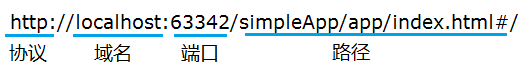 http://localhost:63342/simpleApp/app/index.html#/
协议 域名 端口 路径